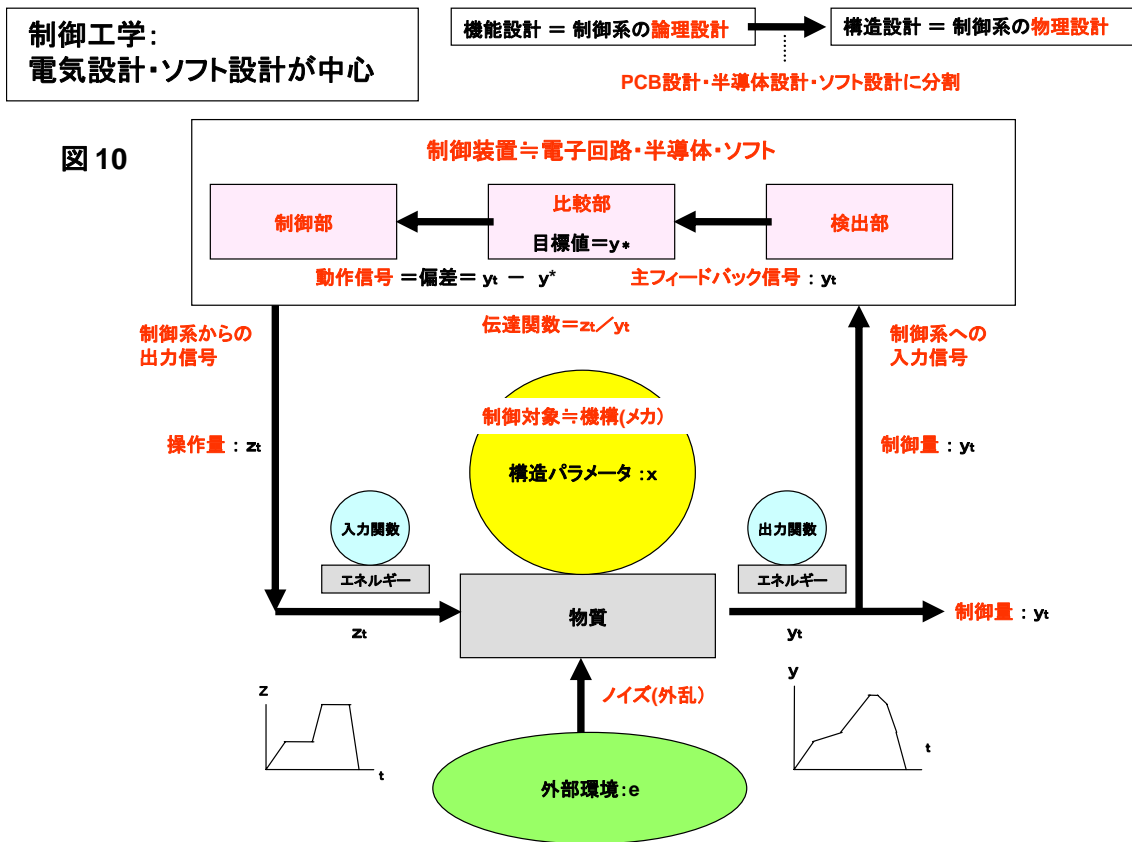 制御工学:
電気設計・ソフト設計が中心
機能設計 = 制御系の論理設計
構造設計 = 制御系の物理設計
PCB設計・半導体設計・ソフト設計に分割
図 10
制御装置≒電子回路・半導体・ソフト
制御部
比較部
目標値=y*
検出部
動作信号 =偏差= yt - y*
主フィードバック信号 : yt
制御系からの
出力信号
伝達関数=zt/yt
制御系への
入力信号
制御対象≒機構(メカ)
操作量 : zt
制御量 : yt
構造パラメータ :x
入力関数
出力関数
エネルギー
エネルギー
物質
zt
yt
制御量 : yt
ノイズ(外乱)
z
t
y
t
外部環境:e